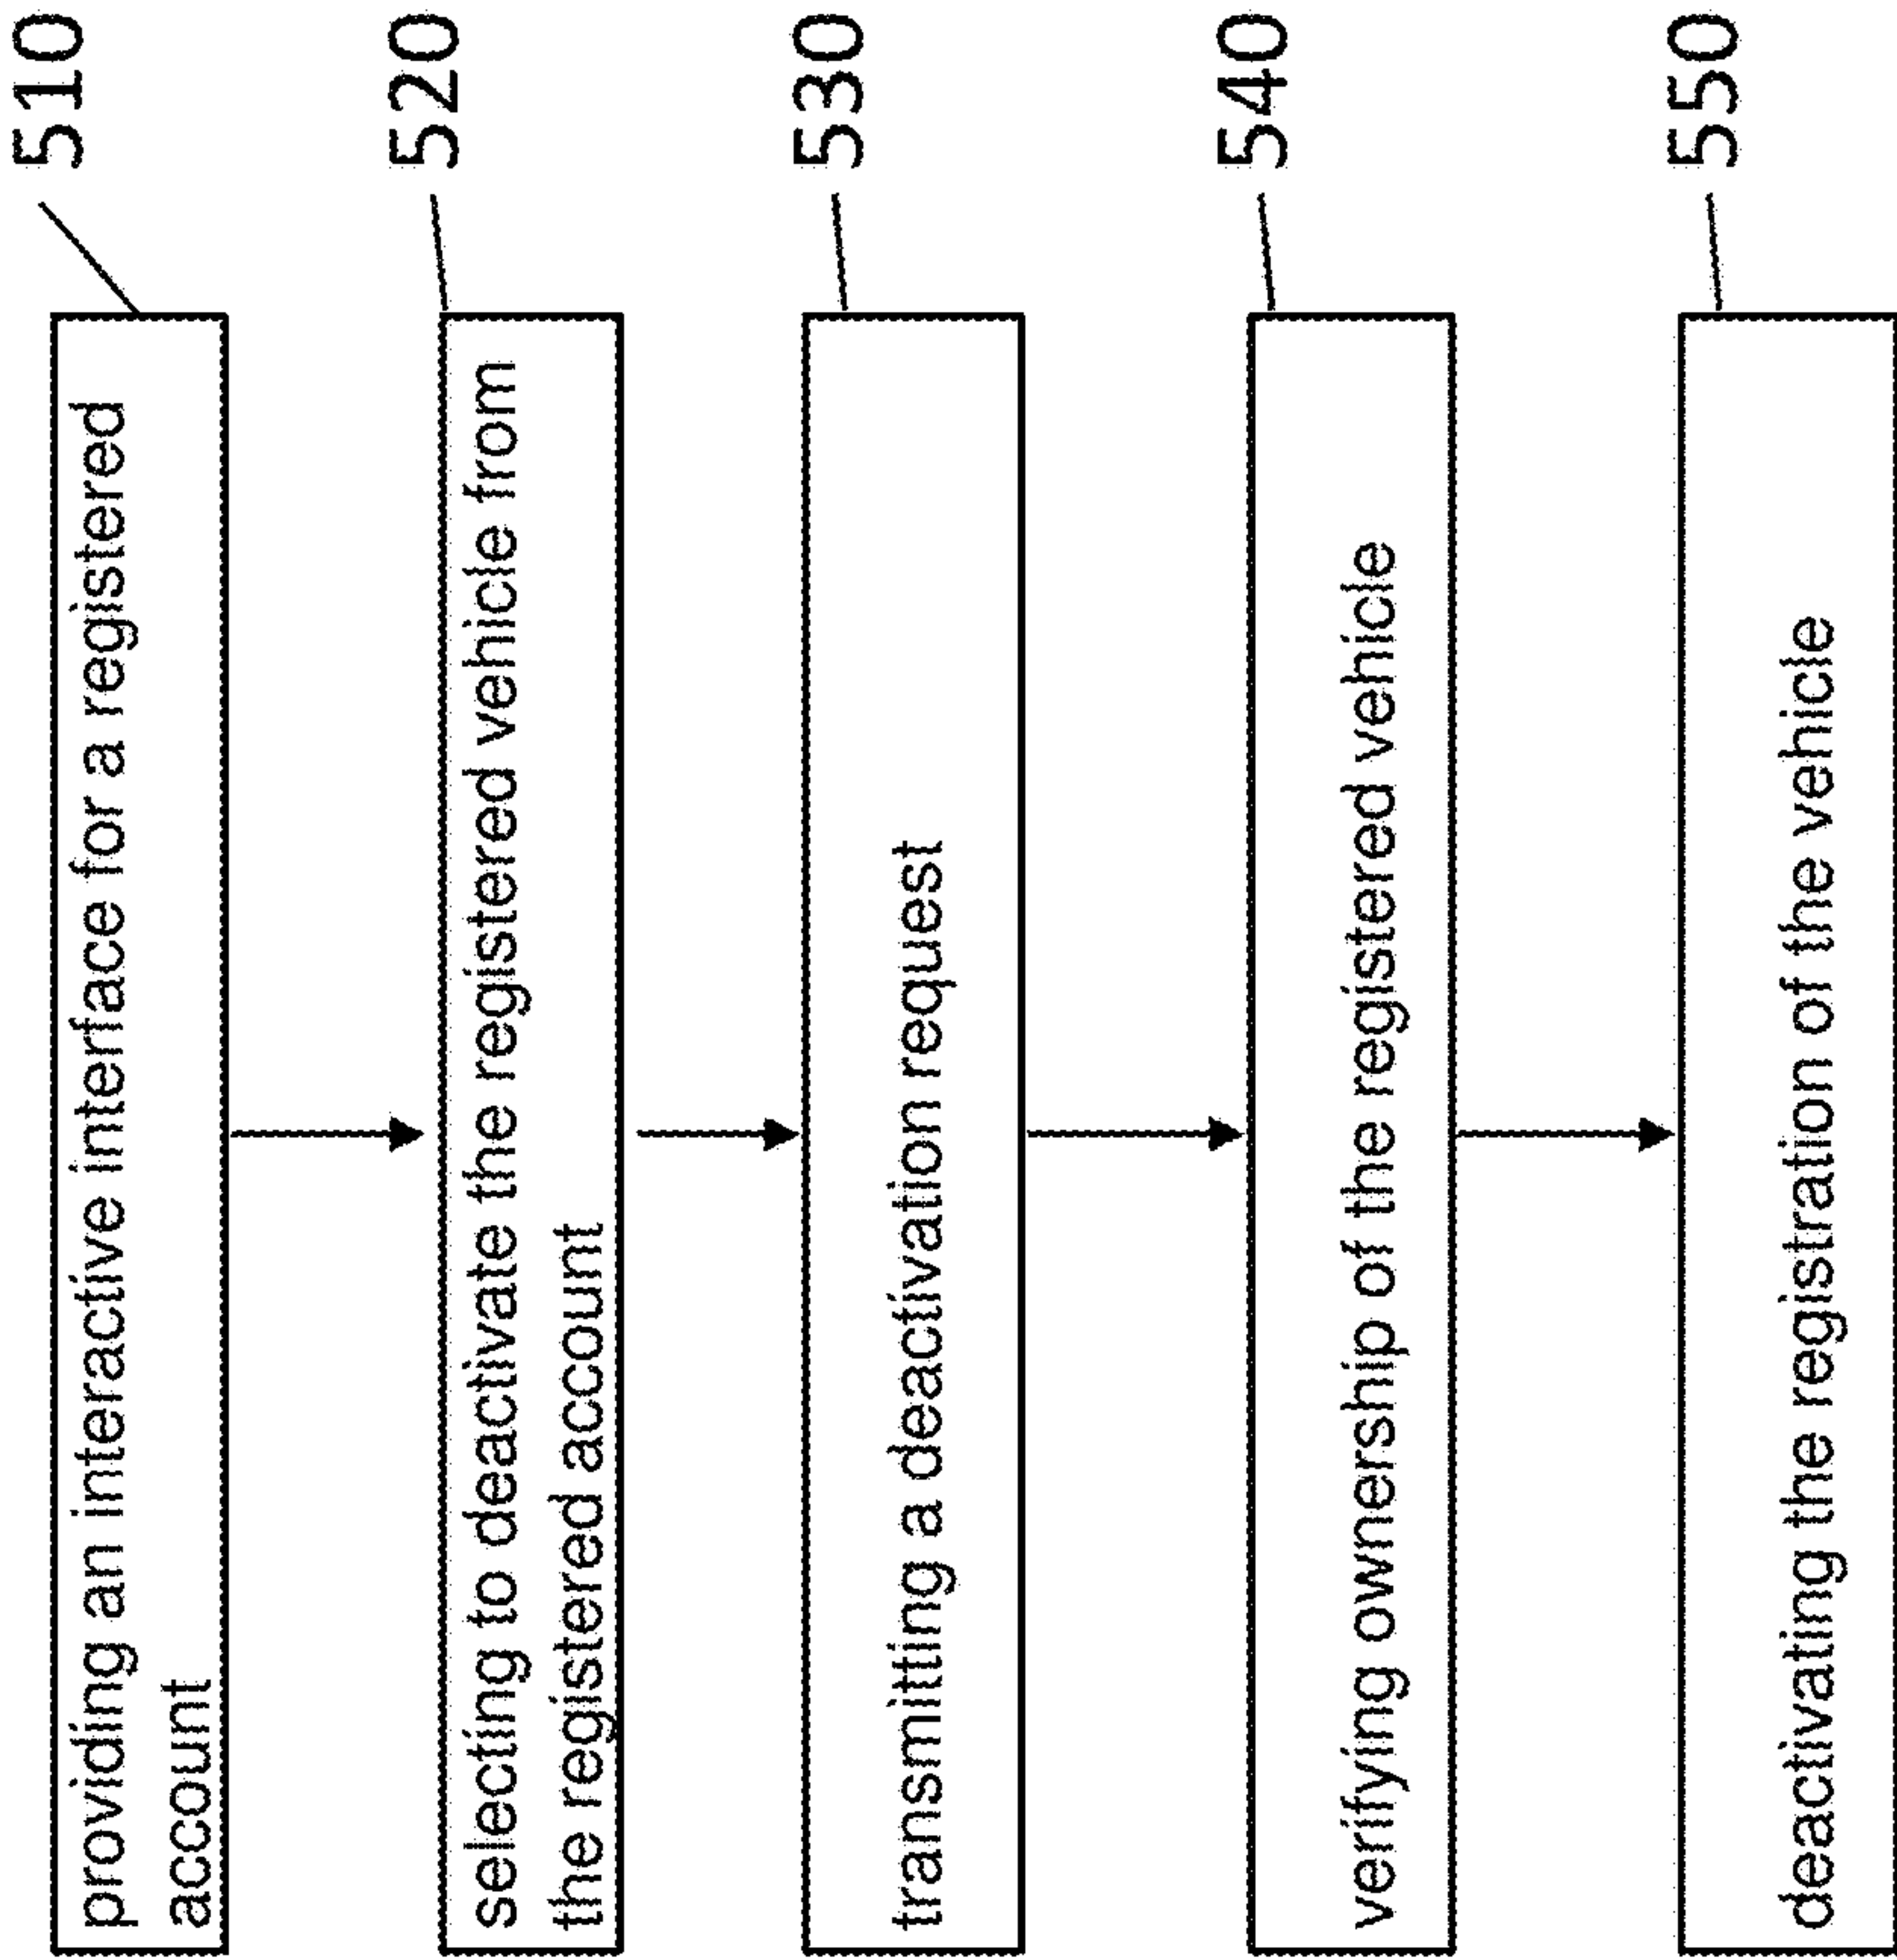 510
providing an interactive interface for a registered
account
520
selecting to deactivate the registered vehicle from
the registered account
530
transmitting a deactivation request
540
verifying ownership of the registered vehicle
550
deactivating the registration of the vehicle